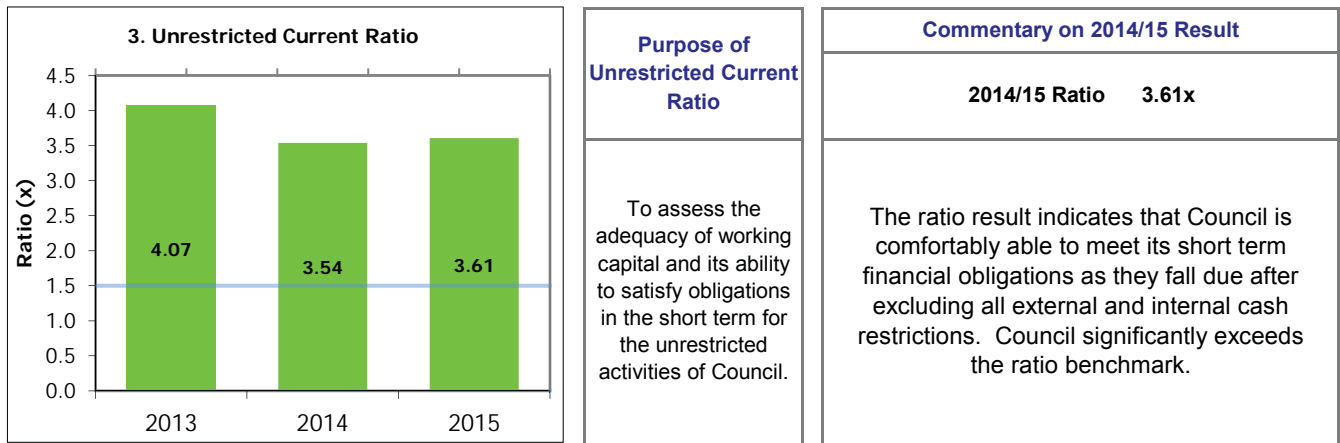 3. Unrestricted Current Ratio
Ratio (x)
4.5
4.0
3.5
3.0
2.5
2.0
1.5
1.0
0.5
0.0
4.07
3.54
3.61
2013
2014
2015
Purpose of
Unrestricted Current
Ratio
To assess the
adequacy of working
capital and its ability
to satisfy obligations
in the short term for
the unrestricted
activities of Council.
Commentary on 2014/15 Result
2014/15 Ratio 3.61x
The ratio result indicates that Council is
comfortably able to meet its short term
financial obligations as they fall due after
excluding all external and internal cash
restrictions. Council significantly exceeds
the ratio benchmark.